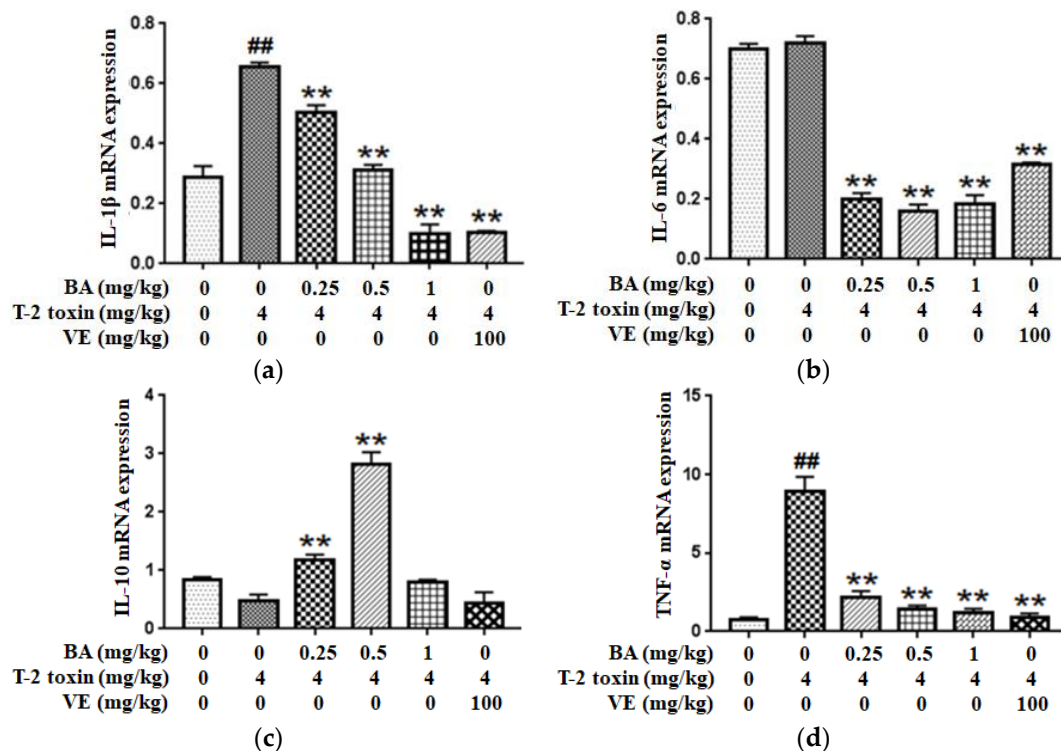 IL-1β mRNA expression
0.8
0.6
0.4
0.2
0.0
##
**
**
**
**
BA (mg/kg) 0 0 0.25 0.5 1 0
T-2 toxin (mg/kg) 0 4 4 4 4 4
VE (mg/kg) 0 0 0 0 0 100
(a)
IL-6 mRNA expression
0.8
0.6
0.4
0.2
0.0
**
**
**
**
BA (mg/kg) 0 0 0.25 0.5 1 0
T-2 toxin (mg/kg) 0 4 4 4 4 4
VE (mg/kg) 0 0 0 0 0 100
(b)
IL-10 mRNA expression
4
3
2
1
0
**
**
BA (mg/kg) 0 0 0.25 0.5 1 0
T-2 toxin (mg/kg) 0 4 4 4 4 4
VE (mg/kg) 0 0 0 0 0 100
(c)
TNF-α mRNA expression
15
10
5
0
##
**
**
**
**
BA (mg/kg) 0 0 0.25 0.5 1 0
T-2 toxin (mg/kg) 0 4 4 4 4 4
VE (mg/kg) 0 0 0 0 0 100
(d)